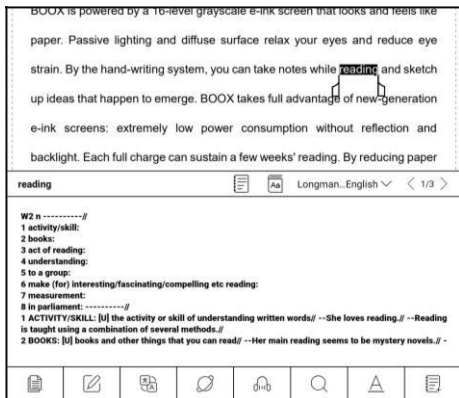 BOOX is powered by a 16-level grayscale e-ink screen that looks and feels like
paper. Passive lighting and diffuse surface relax your eyes and reduce eye
strain. By the hand-writing system, you can take notes while reading and sketch
up ideas that happen to emerge. BOOX takes full advantage of new-generation
e-ink screens: extremely low power consumption without reflection and
backlight. Each full charge can sustain a few weeks' reading. By reducing paper
reading Aa Longman...English 1/3
W2 n ----------//
1 activity/skill:
2 books:
3 act of reading:
4 understanding:
5 to a group:
6 make (for) interesting/fascinating/compelling etc reading:
7 measurement:
8 in parliament: ----------//
1 ACTIVITY/SKILL: [U] the activity or skill of understanding written words// --She loves reading.// --Reading
is taught using a combination of several methods.//
2 BOOKS: [U] books and other things that you can read// --Her main reading seems to be mystery novels.// -